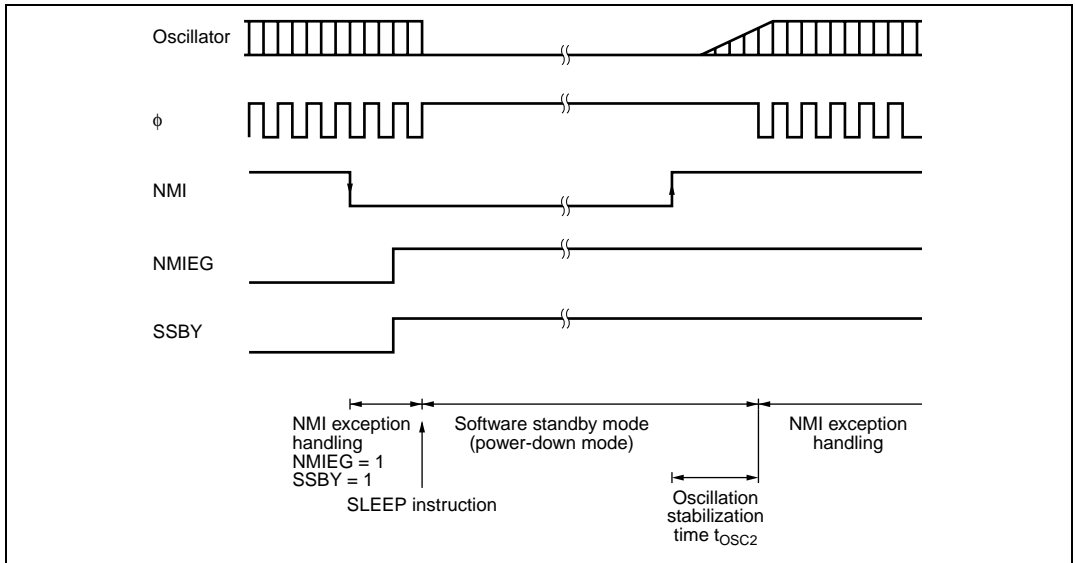 Oscillator
ϕ
NMI
NMIEG
SSBY
NMI exception
handling
NMIEG = 1
SSBY = 1
Software standby mode
(power-down mode)
NMI exception
handling
SLEEP instruction
Oscillation
stabilization
time tOSC2